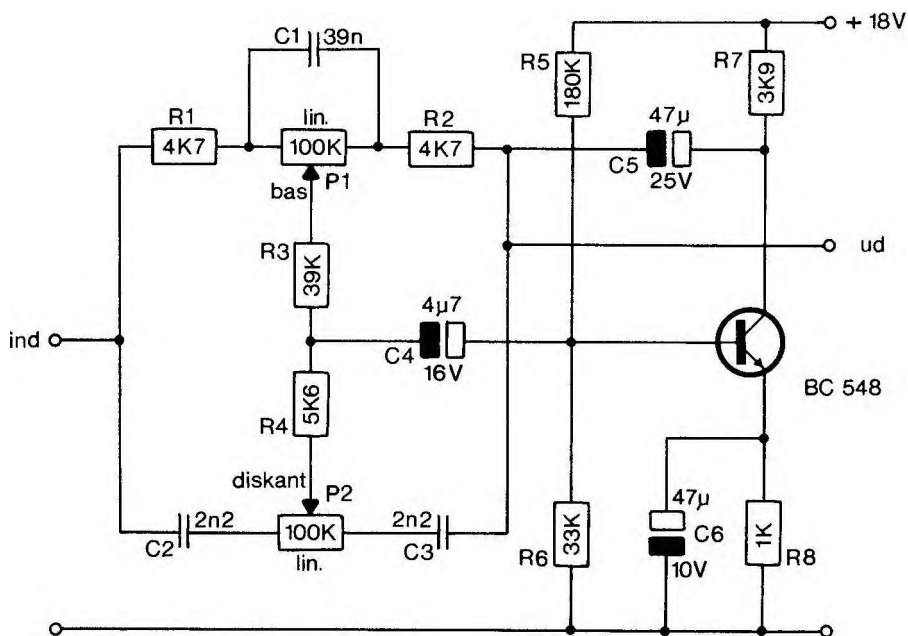 C1 39n
+ 18V
R5
180K
R7
3K9
R1
lin.
R2
47µ
4K7
100K
4K7
C5
25V
bas
P1
ud
R3
39K
4µ7
ind
C4
16V
BC 548
R4
5K6
diskant
P2
2n2
100K
2n2
47µ
C2
lin.
C3
R6
33K
C6
10V
1K
R8